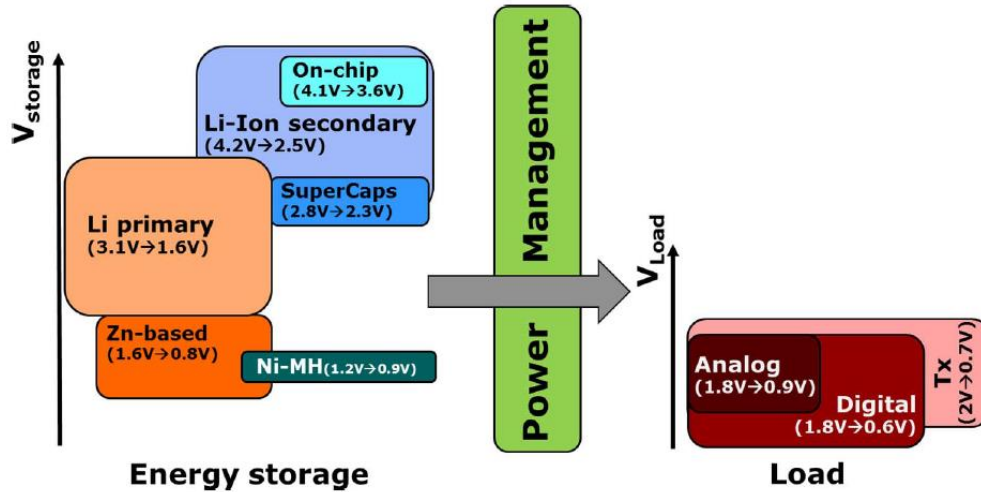 V_storage
On-chip
(4.1V→3.6V)
Li-Ion secondary
(4.2V→2.5V)
SuperCaps
(2.8V→2.3V)
Li primary
(3.1V→1.6V)
Zn-based
(1.6V→0.8V)
Ni-MH(1.2V→0.9V)
Energy storage
Power Management
V_Load
Analog
(1.8V→0.9V)
Digital
(1.8V→0.6V)
Tx
(2V→0.7V)
Load